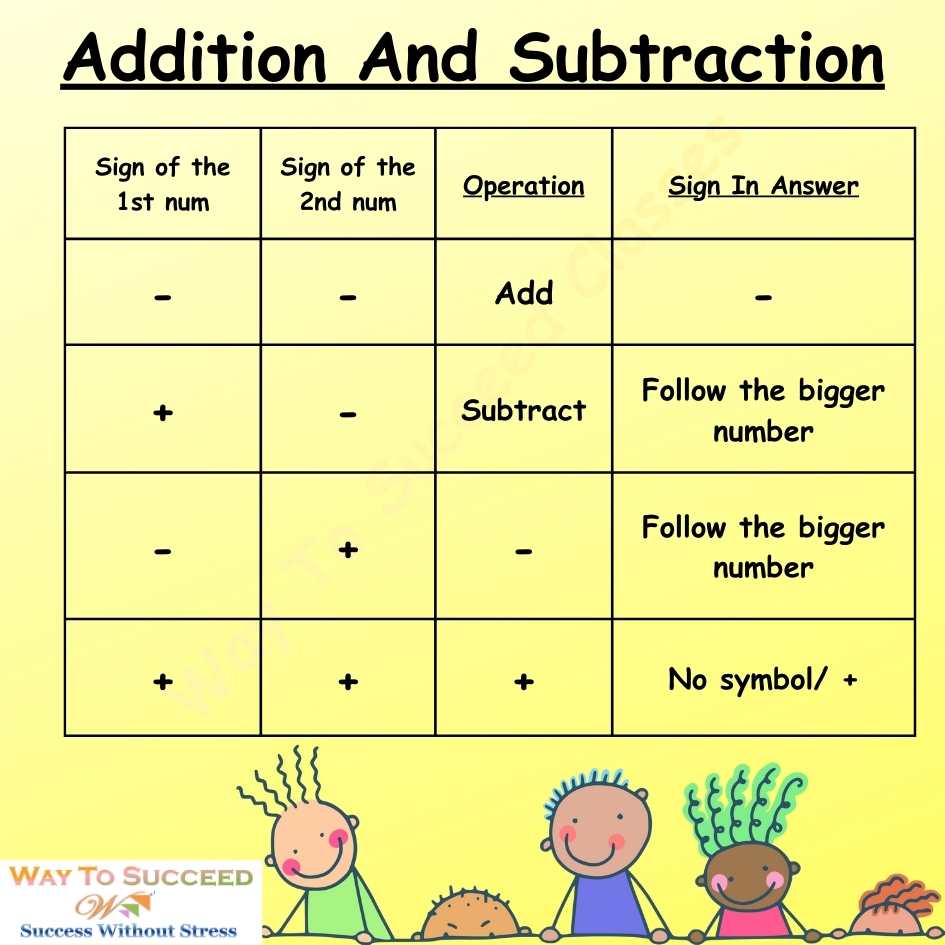 Addition And Subtraction
Sign of the
1st num
Sign of the
2nd num
Operation
Sign In Answer
-
-
Add
-
+
-
Subtract
Follow the bigger
number
-
+
-
Follow the bigger
number
+
+
+
No symbol/ +
Way To Succeed Classes
WAY TO SUCCEED
W
Success Without Stress